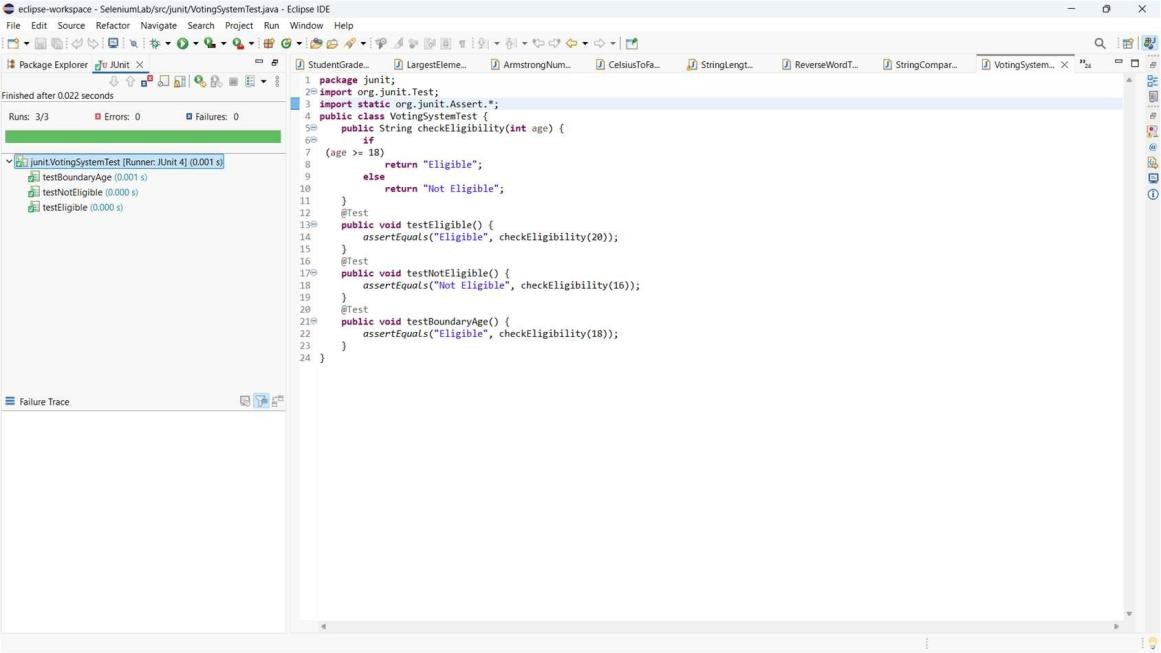 eclipse-workspace - SeleniumLab/src/junit/VotingSystemTest.java - Eclipse IDE
File Edit Source Refactor Navigate Search Project Run Window Help
Package Explorer JUnit
Finished after 0.022 seconds
Runs: 3/3 Errors: 0 Failures: 0
junit.VotingSystemTest [Runner: JUnit 4] (0.001 s)
testBoundaryAge (0.001 s)
testNotEligible (0.000 s)
testEligible (0.000 s)
Failure Trace
StudentGrade... LargestEleme... ArmstrongNum... CelsiusToFa... StringLengt... ReverseWordT... StringCompar... VotingSystem... »24
1 package junit;
2 import org.junit.Test;
3 import static org.junit.Assert.*;
4 public class VotingSystemTest {
5 public String checkEligibility(int age) {
6 if
7 (age >= 18)
8 return "Eligible";
9 else
10 return "Not Eligible";
11 }
12 @Test
13 public void testEligible() {
14 assertEquals("Eligible", checkEligibility(20));
15 }
16 @Test
17 public void testNotEligible() {
18 assertEquals("Not Eligible", checkEligibility(16));
19 }
20 @Test
21 public void testBoundaryAge() {
22 assertEquals("Eligible", checkEligibility(18));
23 }
24 }